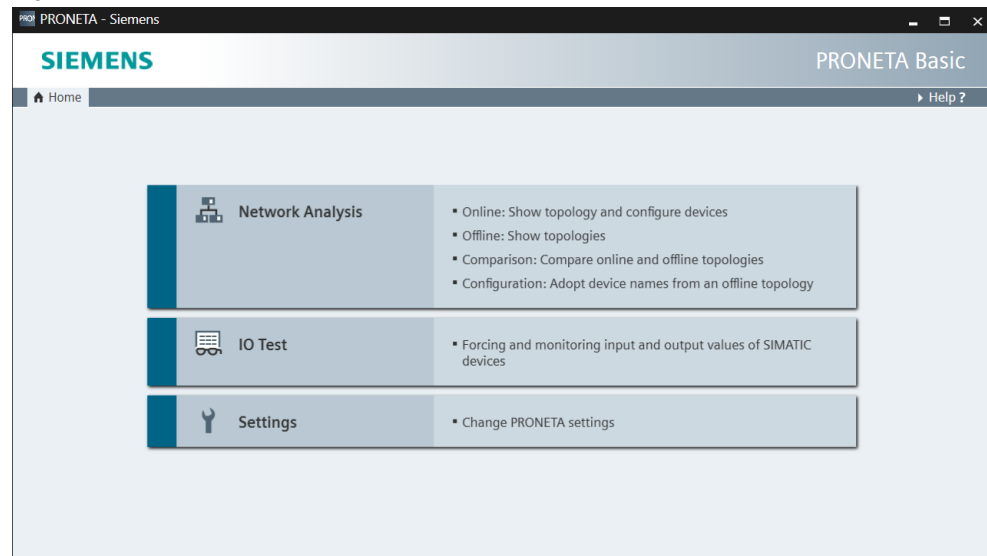 PRONETA - Siemens
SIEMENS
PRONETA Basic
Home
Help ?
Network Analysis
▪ Online: Show topology and configure devices
▪ Offline: Show topologies
▪ Comparison: Compare online and offline topologies
▪ Configuration: Adopt device names from an offline topology
IO Test
▪ Forcing and monitoring input and output values of SIMATIC
devices
Settings
▪ Change PRONETA settings